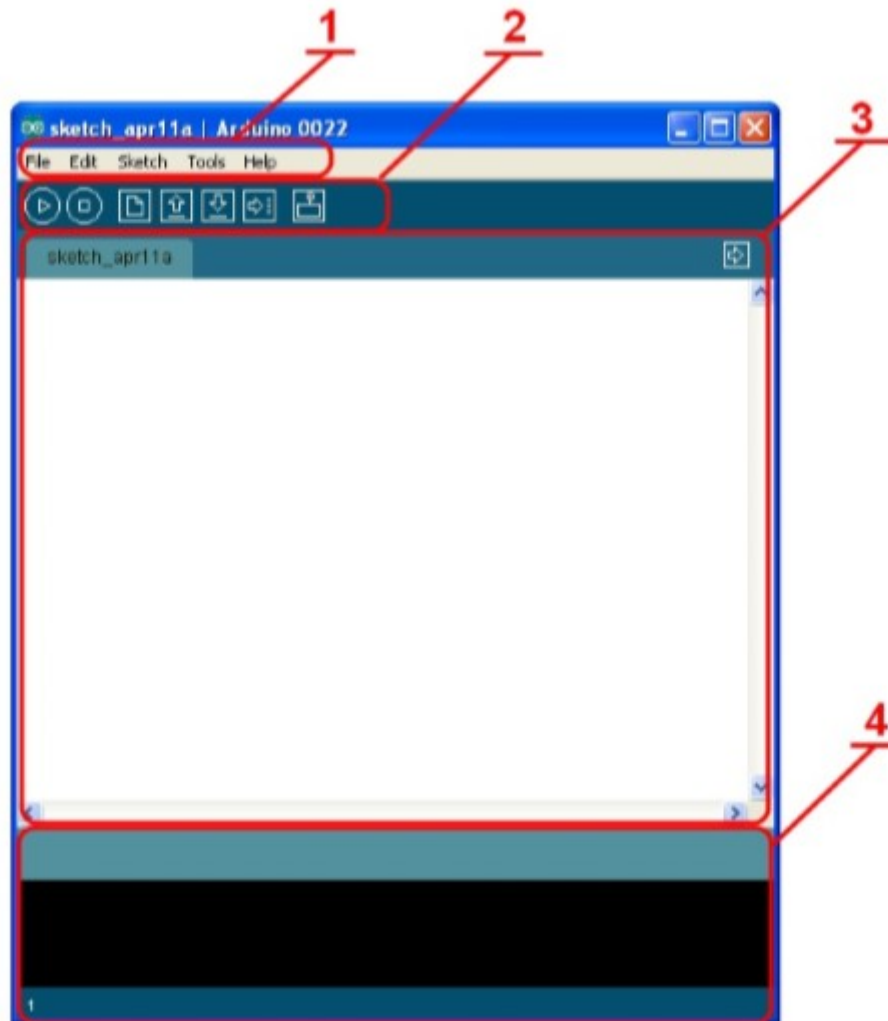 1
2
3
sketch_apr11a | Arduino 0022
File Edit Sketch Tools Help
sketch_apr11a
4
1